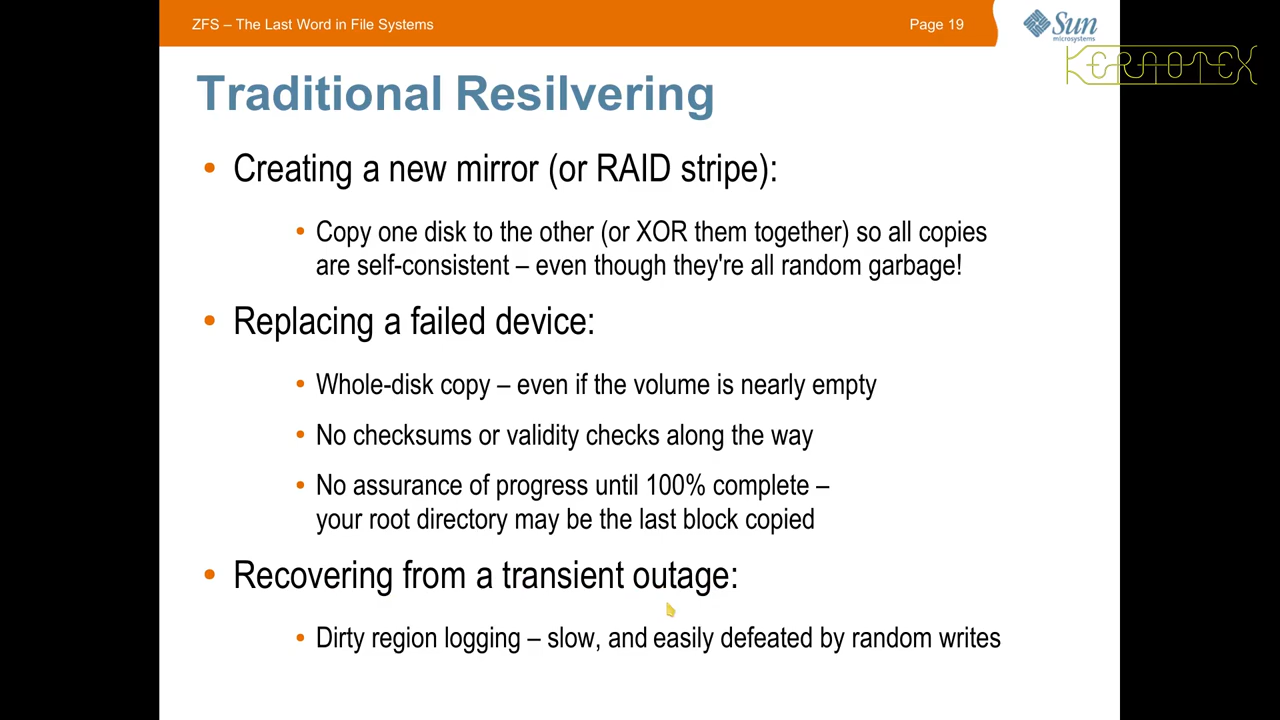 ZFS – The Last Word in File Systems
Page 19
Sun
microsystems
KERNOTEX
Traditional Resilvering
• Creating a new mirror (or RAID stripe):
• Copy one disk to the other (or XOR them together) so all copies
are self-consistent – even though they're all random garbage!
• Replacing a failed device:
• Whole-disk copy – even if the volume is nearly empty
• No checksums or validity checks along the way
• No assurance of progress until 100% complete –
your root directory may be the last block copied
• Recovering from a transient outage:
• Dirty region logging – slow, and easily defeated by random writes